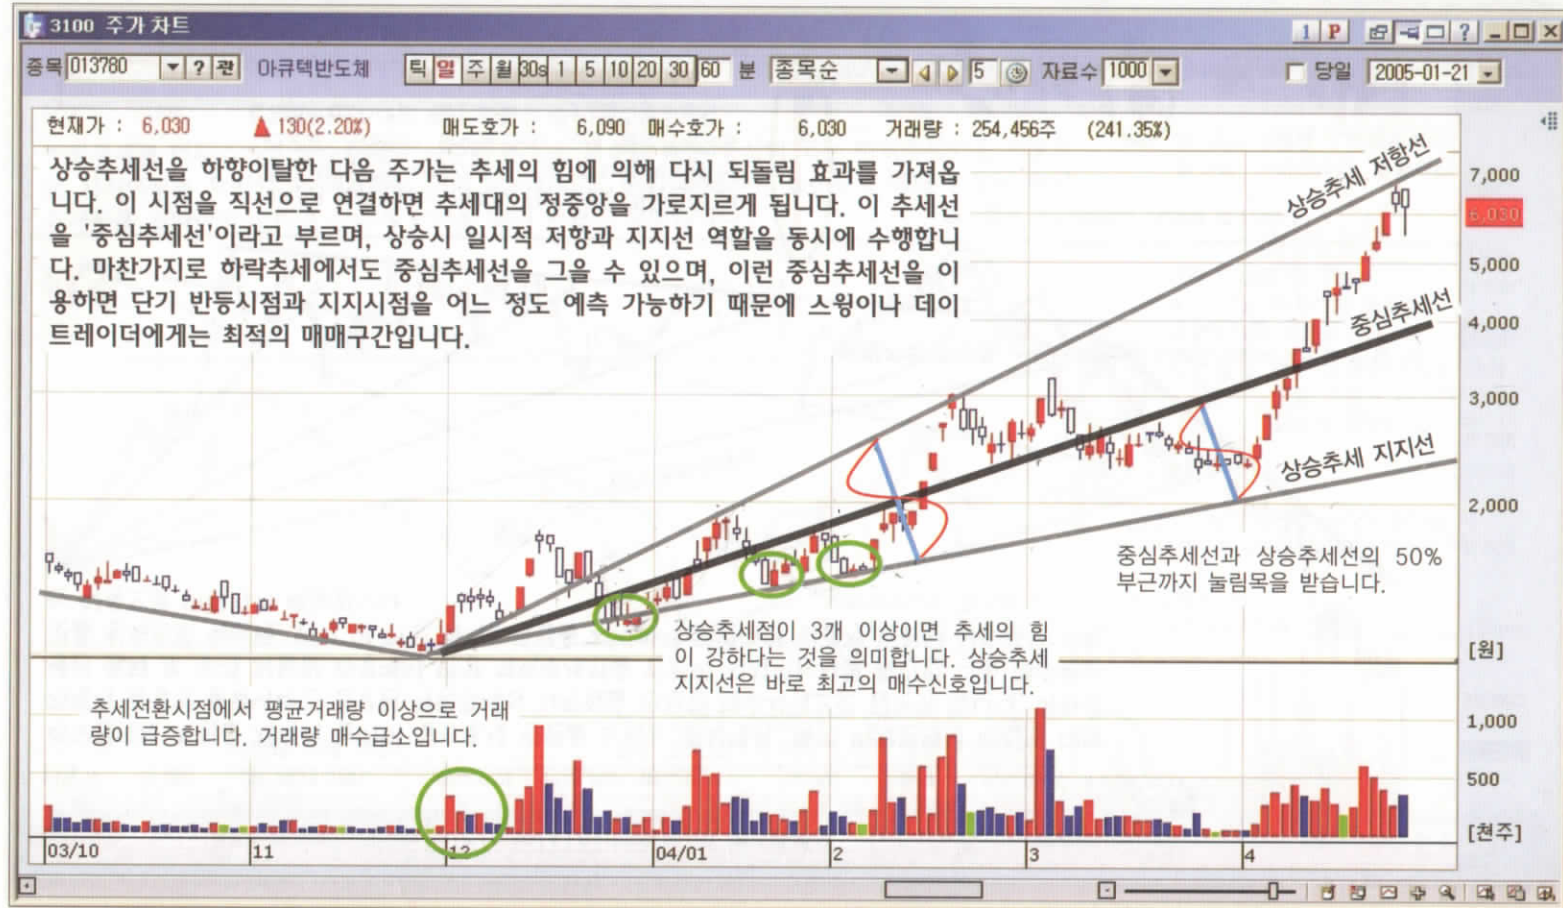 3100 주가 차트
1 P
종목 013780 ? 관 아큐텍반도체 틱 일 주 월 30s 1 5 10 20 30 60 분 종목순 5 자료수 1000 당일 2005-01-21
현재가 : 6,030 ▲ 130(2.20%) 매도호가 : 6,090 매수호가 : 6,030 거래량 : 254,456주 (241.35%)
상승추세선을 하향이탈한 다음 주가는 추세의 힘에 의해 다시 되돌림 효과를 가져옵
니다. 이 시점을 직선으로 연결하면 추세대의 정중앙을 가로지르게 됩니다. 이 추세선
을 '중심추세선'이라고 부르며, 상승시 일시적 저항과 지지선 역할을 동시에 수행합니
다. 마찬가지로 하락추세에서도 중심추세선을 그을 수 있으며, 이런 중심추세선을 이
용하면 단기 반등시점과 지지시점을 어느 정도 예측 가능하기 때문에 스윙이나 데이
트레이더에게는 최적의 매매구간입니다.
상승추세 저항선
7,000
6,030
5,000
중심추세선
4,000
3,000
상승추세 지지선
2,000
중심추세선과 상승추세선의 50%
부근까지 눌림목을 받습니다.
상승추세점이 3개 이상이면 추세의 힘
이 강하다는 것을 의미합니다. 상승추세
지지선은 바로 최고의 매수신호입니다.
[원]
추세전환시점에서 평균거래량 이상으로 거래
량이 급증합니다. 거래량 매수급소입니다.
1,000
500
[천주]
03/10 11 12 04/01 2 3 4